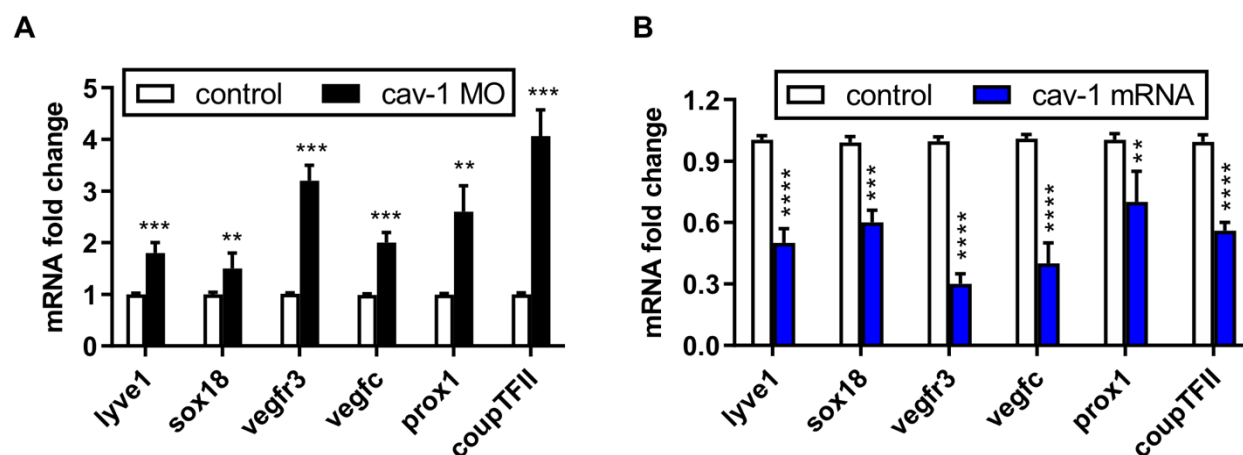 A
control cav-1 MO
mRNA fold change
5
4
3
2
1
0
***
**
***
***
**
***
lyve1
sox18
vegfr3
vegfc
prox1
coupTFII
B
control cav-1 mRNA
mRNA fold change
1.2
0.9
0.6
0.3
0.0
****
***
****
****
**
****
lyve1
sox18
vegfr3
vegfc
prox1
coupTFII